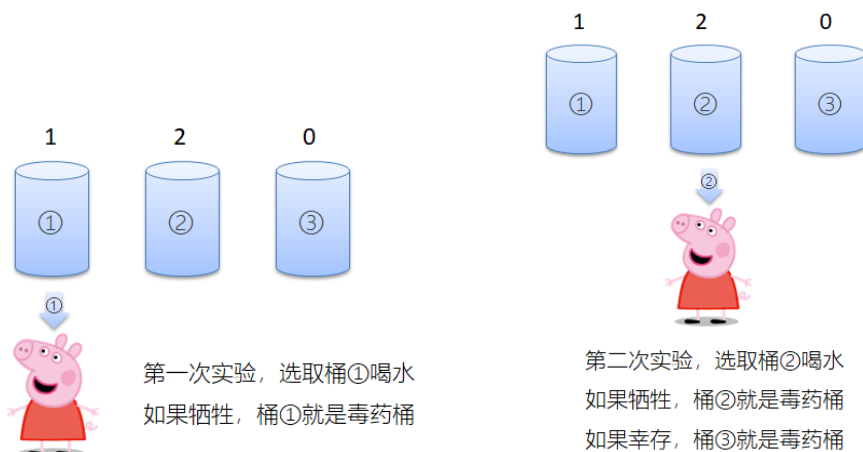 1 2 0
① ② ③
①
第一次实验，选取桶①喝水
如果牺牲，桶①就是毒药桶
1 2 0
① ② ③
②
第二次实验，选取桶②喝水
如果牺牲，桶②就是毒药桶
如果幸存，桶③就是毒药桶